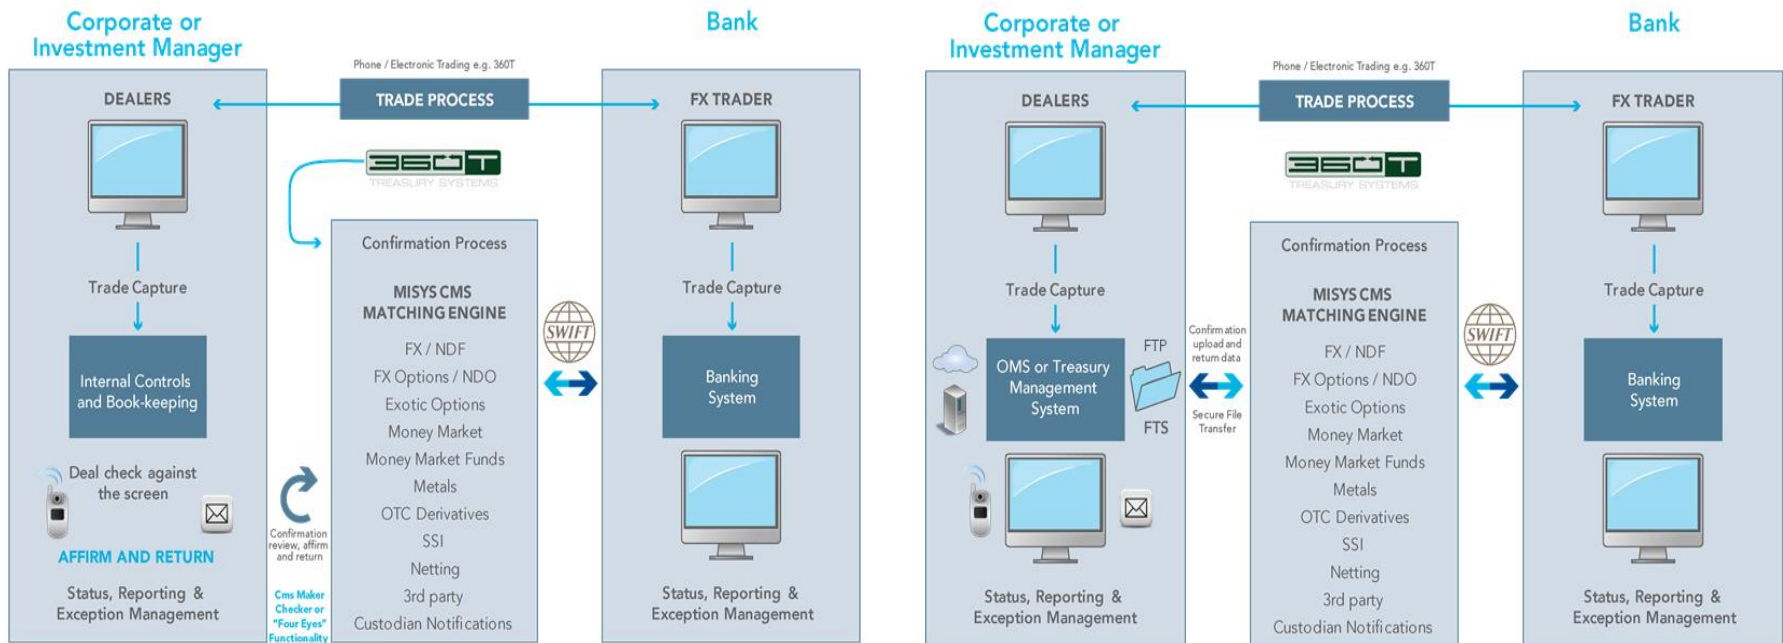 Corporate or
Investment Manager
Bank
Phone / Electronic Trading e.g. 360T
TRADE PROCESS
DEALERS
FX TRADER
360T
TREASURY SYSTEMS
Confirmation Process
Trade Capture
Trade Capture
MISYS CMS
MATCHING ENGINE
SWIFT
FX / NDF
FX Options / NDO
Exotic Options
Money Market
Money Market Funds
Metals
OTC Derivatives
SSI
Netting
3rd party
Custodian Notifications
Internal Controls
and Book-keeping
Banking
System
Deal check against
the screen
AFFIRM AND RETURN
Status, Reporting &
Exception Management
Confirmation
review, affirm
and return
Cms Maker
Checker or
"Four Eyes"
Functionality
Status, Reporting &
Exception Management
Corporate or
Investment Manager
Bank
Phone / Electronic Trading e.g. 360T
TRADE PROCESS
DEALERS
FX TRADER
360T
TREASURY SYSTEMS
Confirmation Process
Trade Capture
Trade Capture
MISYS CMS
MATCHING ENGINE
SWIFT
FX / NDF
FX Options / NDO
Exotic Options
Money Market
Money Market Funds
Metals
OTC Derivatives
SSI
Netting
3rd party
Custodian Notifications
OMS or Treasury
Management
System
FTP
FTS
Confirmation
upload and
return data
Secure File
Transfer
Banking
System
Status, Reporting &
Exception Management
Status, Reporting &
Exception Management